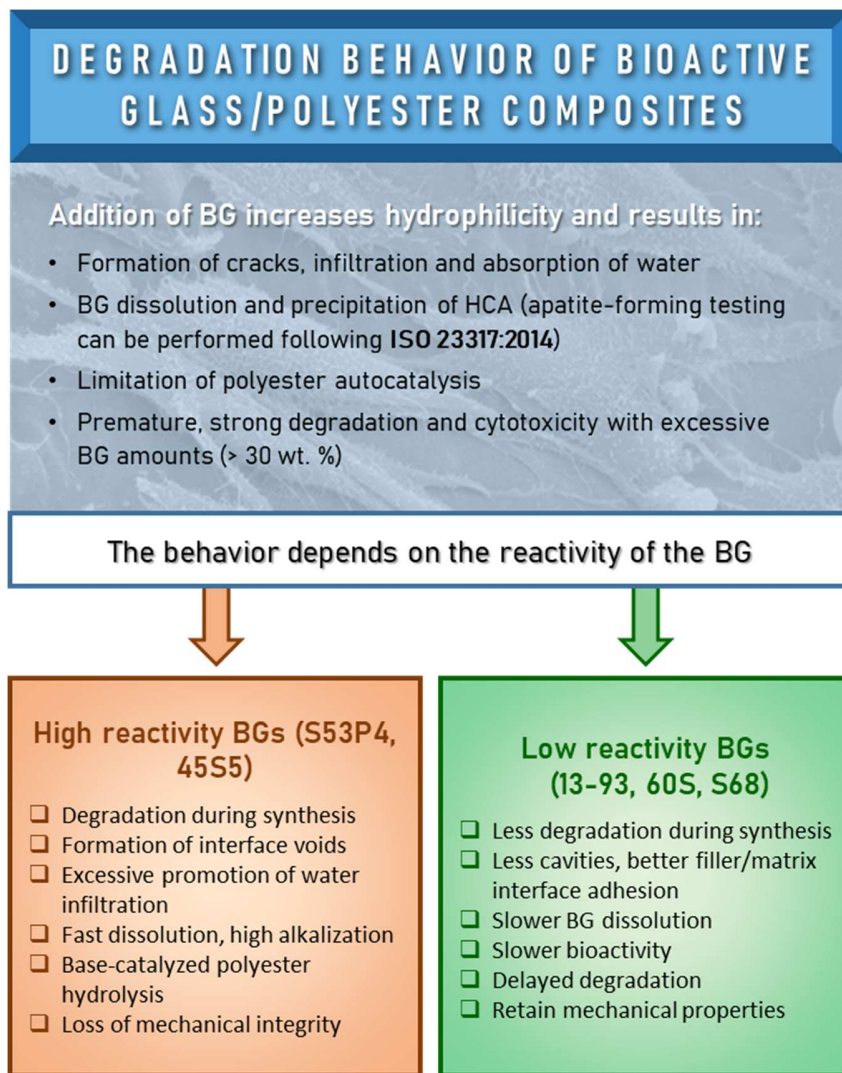 DEGRADATION BEHAVIOR OF BIOACTIVE
GLASS/POLYESTER COMPOSITES
Addition of BG increases hydrophilicity and results in:
• Formation of cracks, infiltration and absorption of water
• BG dissolution and precipitation of HCA (apatite-forming testing
can be performed following ISO 23317:2014)
• Limitation of polyester autocatalysis
• Premature, strong degradation and cytotoxicity with excessive
BG amounts (> 30 wt. %)
The behavior depends on the reactivity of the BG
High reactivity BGs (S53P4,
45S5)
❑ Degradation during synthesis
❑ Formation of interface voids
❑ Excessive promotion of water
infiltration
❑ Fast dissolution, high alkalization
❑ Base-catalyzed polyester
hydrolysis
❑ Loss of mechanical integrity
Low reactivity BGs
(13-93, 60S, S68)
❑ Less degradation during synthesis
❑ Less cavities, better filler/matrix
interface adhesion
❑ Slower BG dissolution
❑ Slower bioactivity
❑ Delayed degradation
❑ Retain mechanical properties